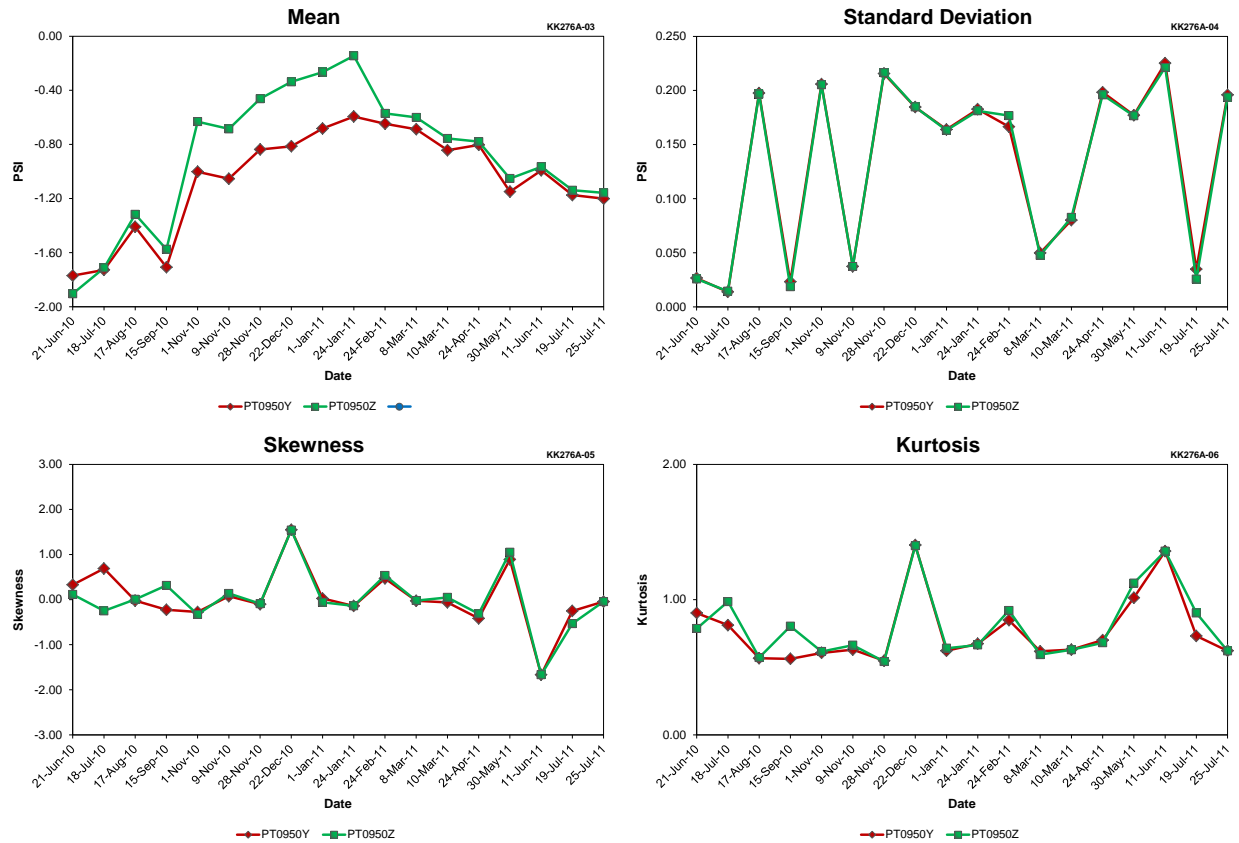 Mean
KK276A-03
0.00
-0.40
-0.80
-1.20
-1.60
-2.00
PSI
21-Jun-10
18-Jul-10
17-Aug-10
15-Sep-10
1-Nov-10
9-Nov-10
28-Nov-10
22-Dec-10
1-Jan-11
24-Jan-11
24-Feb-11
8-Mar-11
10-Mar-11
24-Apr-11
30-May-11
11-Jun-11
19-Jul-11
25-Jul-11
Date
PT0950Y PT0950Z
Standard Deviation
KK276A-04
0.250
0.200
0.150
0.100
0.050
0.000
PSI
21-Jun-10
18-Jul-10
17-Aug-10
15-Sep-10
1-Nov-10
9-Nov-10
28-Nov-10
22-Dec-10
1-Jan-11
24-Jan-11
24-Feb-11
8-Mar-11
10-Mar-11
24-Apr-11
30-May-11
11-Jun-11
19-Jul-11
25-Jul-11
Date
PT0950Y PT0950Z
Skewness
KK276A-05
3.00
2.00
1.00
0.00
-1.00
-2.00
-3.00
Skewness
21-Jun-10
18-Jul-10
17-Aug-10
15-Sep-10
1-Nov-10
9-Nov-10
28-Nov-10
22-Dec-10
1-Jan-11
24-Jan-11
24-Feb-11
8-Mar-11
10-Mar-11
24-Apr-11
30-May-11
11-Jun-11
19-Jul-11
25-Jul-11
Date
PT0950Y PT0950Z
Kurtosis
KK276A-06
2.00
1.00
0.00
Kurtosis
21-Jun-10
18-Jul-10
17-Aug-10
15-Sep-10
1-Nov-10
9-Nov-10
28-Nov-10
22-Dec-10
1-Jan-11
24-Jan-11
24-Feb-11
8-Mar-11
10-Mar-11
24-Apr-11
30-May-11
11-Jun-11
19-Jul-11
25-Jul-11
Date
PT0950Y PT0950Z